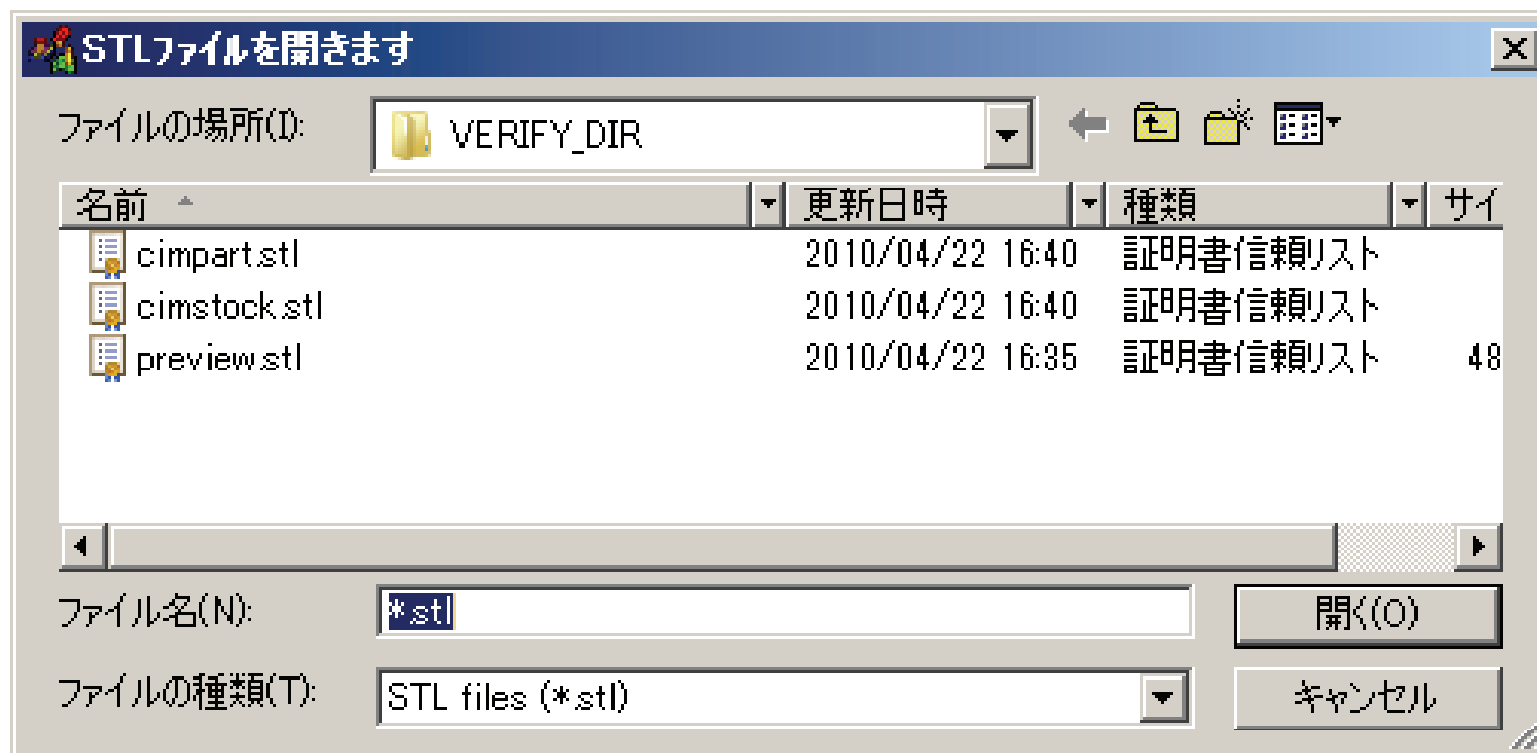 STLファイルを開きます
ファイルの場所(I): VERIFY_DIR
名前 更新日時 種類 サイ
cimpart.stl 2010/04/22 16:40 証明書信頼リスト
cimstock.stl 2010/04/22 16:40 証明書信頼リスト
preview.stl 2010/04/22 16:35 証明書信頼リスト 48
ファイル名(N): *.stl 開く(O)
ファイルの種類(T): STL files (*.stl) キャンセル